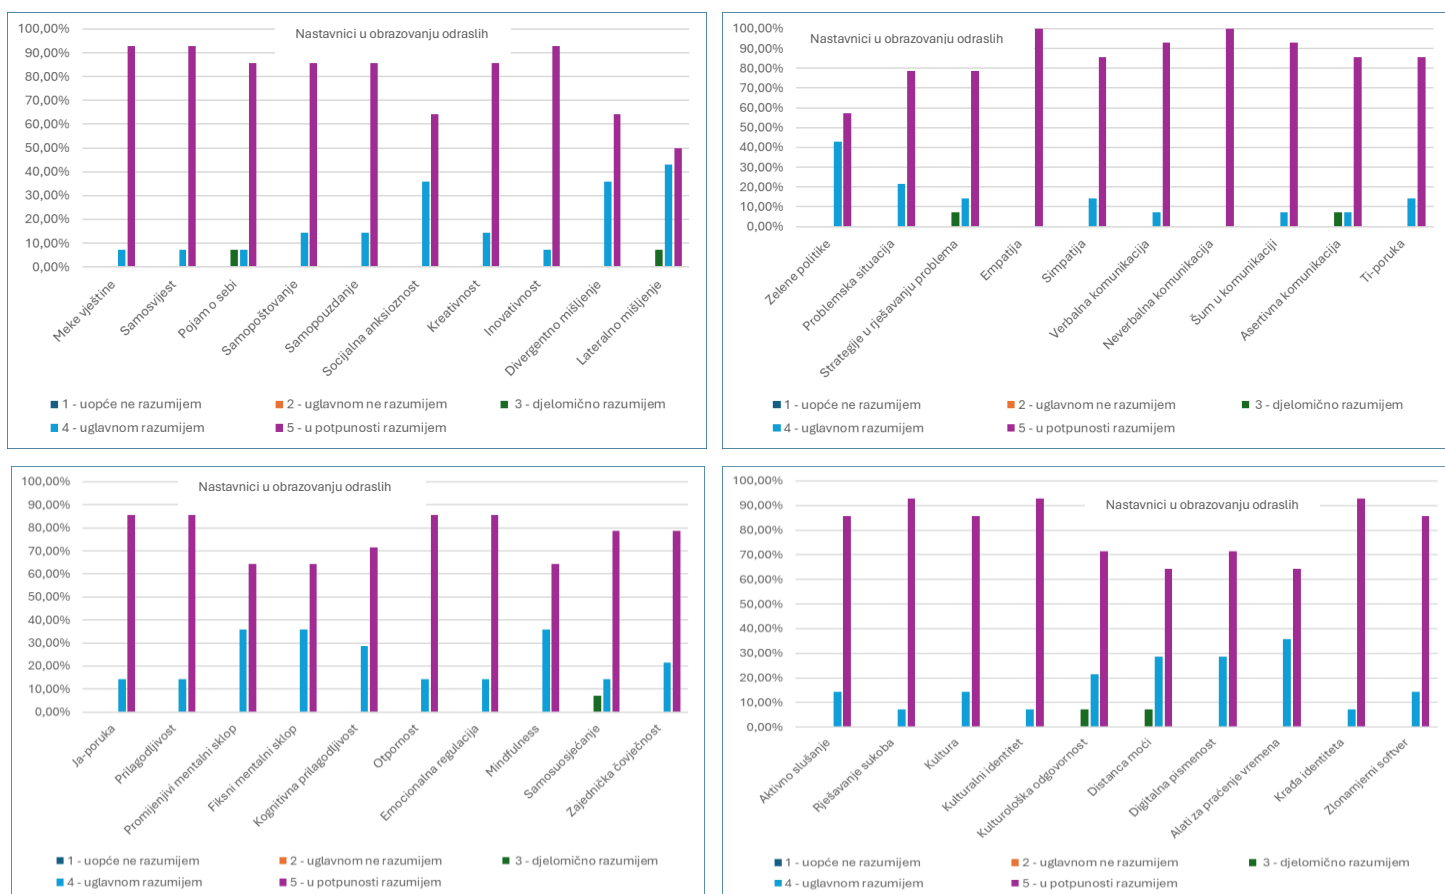 Nastavnici u obrazovanju odraslih
100,00%
90,00%
80,00%
70,00%
60,00%
50,00%
40,00%
30,00%
20,00%
10,00%
0,00%
Meke vještine
Samosvijest
Pojam o sebi
Samopoštovanje
Samopouzdanje
Socijalna anksioznost
Kreativnost
Inovativnost
Divergentno mišljenje
Lateralno mišljenje
1 - uopće ne razumijem
2 - uglavnom ne razumijem
3 - djelomično razumijem
4 - uglavnom razumijem
5 - u potpunosti razumijem
Nastavnici u obrazovanju odraslih
100,00%
90,00%
80,00%
70,00%
60,00%
50,00%
40,00%
30,00%
20,00%
10,00%
0,00%
Zelene politike
Problemska situacija
Strategije u rješavanju problema
Empatija
Simpatija
Verbalna komunikacija
Neverbalna komunikacija
Šum u komunikaciji
Asertivna komunikacija
Ti-poruka
1 - uopće ne razumijem
2 - uglavnom ne razumijem
3 - djelomično razumijem
4 - uglavnom razumijem
5 - u potpunosti razumijem
Nastavnici u obrazovanju odraslih
100,00%
90,00%
80,00%
70,00%
60,00%
50,00%
40,00%
30,00%
20,00%
10,00%
0,00%
Ja-poruka
Prilagodljivost
Promijenjivi mentalni sklop
Fiksni mentalni sklop
Kognitivna prilagodljivost
Otpornost
Emocionalna regulacija
Mindfulness
Samosuosjećanje
Zajednička čovječnost
1 - uopće ne razumijem
2 - uglavnom ne razumijem
3 - djelomično razumijem
4 - uglavnom razumijem
5 - u potpunosti razumijem
Nastavnici u obrazovanju odraslih
100,00%
90,00%
80,00%
70,00%
60,00%
50,00%
40,00%
30,00%
20,00%
10,00%
0,00%
Aktivno slušanje
Rješavanje sukoba
Kultura
Kulturalni identitet
Kulturološka odgovornost
Distanca moći
Digitalna pismenost
Alati za praćenje vremena
Krađa identiteta
Zlonamjerni softver
1 - uopće ne razumijem
2 - uglavnom ne razumijem
3 - djelomično razumijem
4 - uglavnom razumijem
5 - u potpunosti razumijem